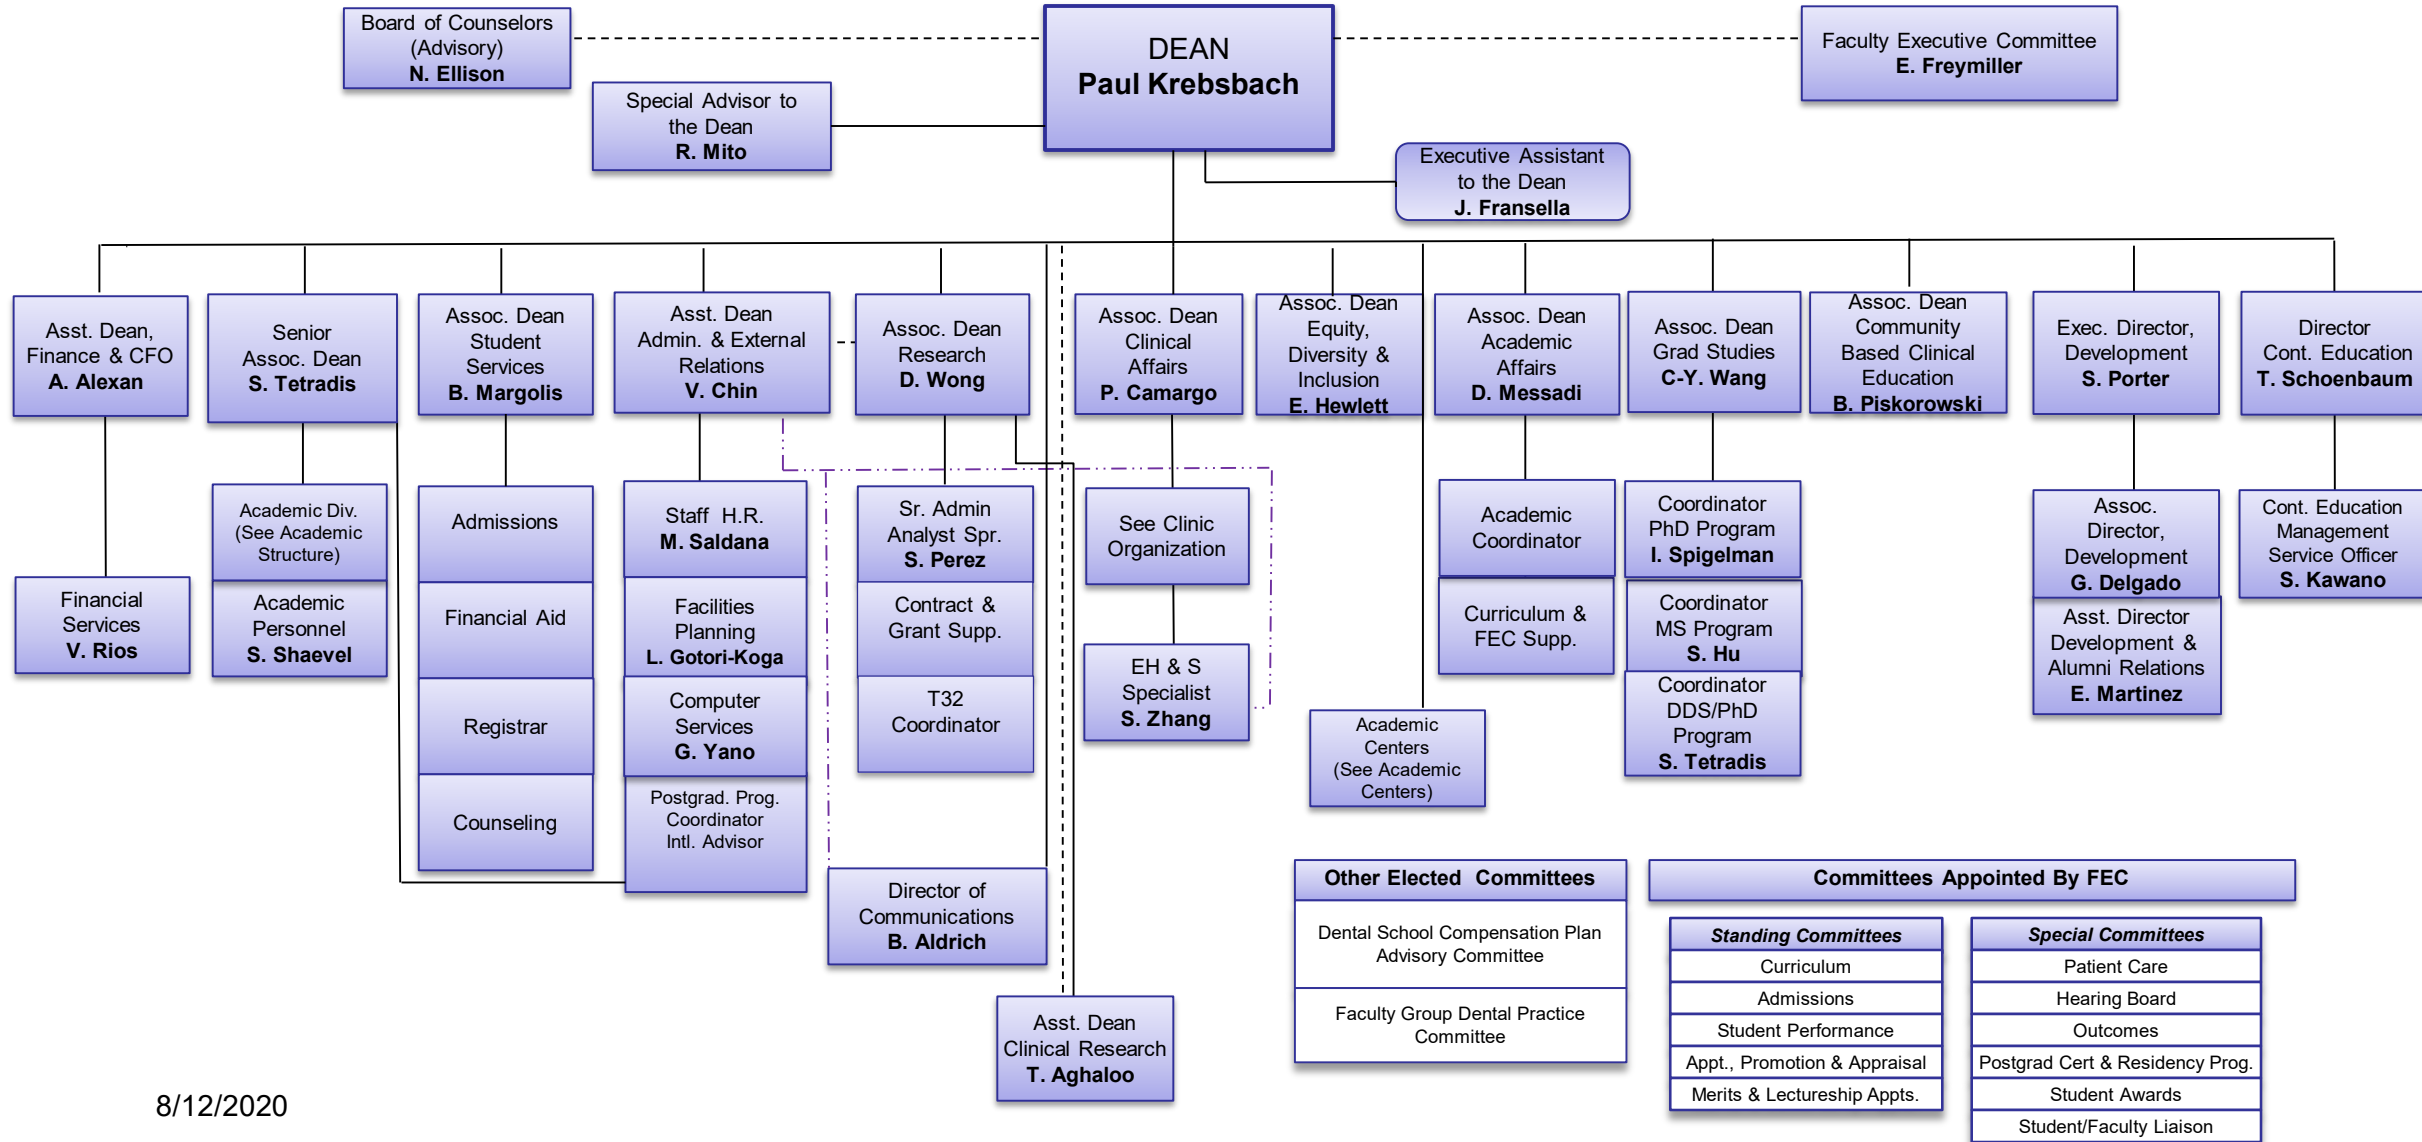 Board of Counselors
(Advisory)
N. Ellison
DEAN
Paul Krebsbach
Faculty Executive Committee
E. Freymiller
Special Advisor to
the Dean
R. Mito
Executive Assistant
to the Dean
J. Fransella
Asst. Dean,
Finance & CFO
A. Alexan
Senior
Assoc. Dean
S. Tetradis
Assoc. Dean
Student
Services
B. Margolis
Asst. Dean
Admin. & External
Relations
V. Chin
Assoc. Dean
Research
D. Wong
Assoc. Dean
Clinical
Affairs
P. Camargo
Assoc. Dean
Equity,
Diversity &
Inclusion
E. Hewlett
Assoc. Dean
Academic
Affairs
D. Messadi
Assoc. Dean
Grad Studies
C-Y. Wang
Assoc. Dean
Community
Based Clinical
Education
B. Piskorowski
Exec. Director,
Development
S. Porter
Director
Cont. Education
T. Schoenbaum
Financial
Services
V. Rios
Academic Div.
(See Academic
Structure)
Academic
Personnel
S. Shaevel
Admissions
Financial Aid
Registrar
Counseling
Staff H.R.
M. Saldana
Facilities
Planning
L. Gotori-Koga
Computer
Services
G. Yano
Postgrad. Prog.
Coordinator
Intl. Advisor
Sr. Admin
Analyst Spr.
S. Perez
Contract &
Grant Supp.
T32
Coordinator
Director of
Communications
B. Aldrich
Asst. Dean
Clinical Research
T. Aghaloo
See Clinic
Organization
EH & S
Specialist
S. Zhang
Academic
Centers
(See Academic
Centers)
Academic
Coordinator
Curriculum &
FEC Supp.
Coordinator
PhD Program
I. Spigelman
Coordinator
MS Program
S. Hu
Coordinator
DDS/PhD
Program
S. Tetradis
Assoc.
Director,
Development
G. Delgado
Asst. Director
Development &
Alumni Relations
E. Martinez
Cont. Education
Management
Service Officer
S. Kawano
Other Elected Committees
Dental School Compensation Plan
Advisory Committee
Faculty Group Dental Practice
Committee
Committees Appointed By FEC
Standing Committees
Curriculum
Admissions
Student Performance
Appt., Promotion & Appraisal
Merits & Lectureship Appts.
Special Committees
Patient Care
Hearing Board
Outcomes
Postgrad Cert & Residency Prog.
Student Awards
Student/Faculty Liaison
8/12/2020